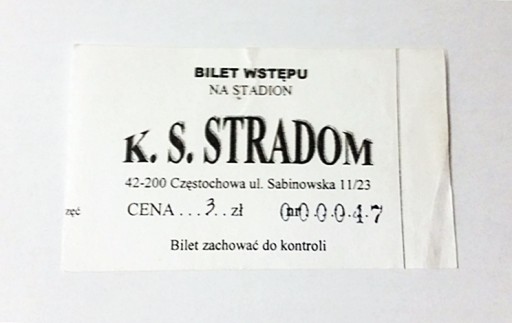 BILET WSTĘPU
NA STADION
K. S. STRADOM
42-200 Częstochowa ul. Sabinowska 11/23
CENA...3..zł nr 00047
Bilet zachować do kontroli